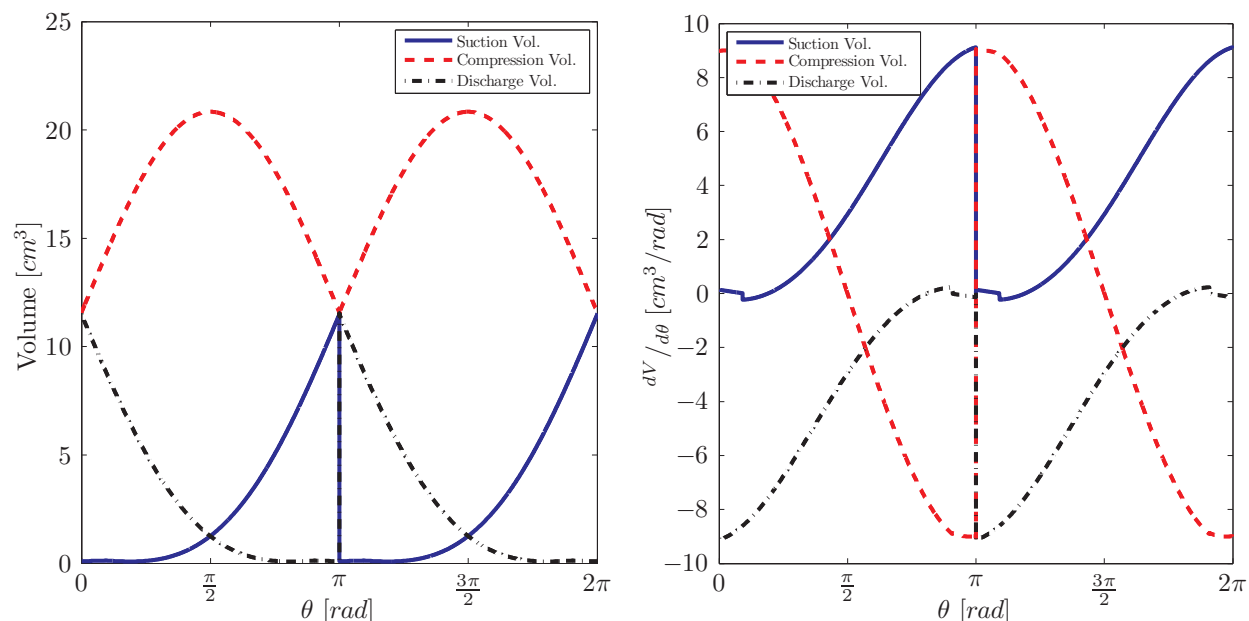 25
20
15
10
5
0
Volume [cm³]
Suction Vol.
Compression Vol.
Discharge Vol.
0
π/2
π
3π/2
2π
θ [rad]
10
8
6
4
2
0
−2
−4
−6
−8
−10
dV/dθ [cm³/rad]
Suction Vol.
Compression Vol.
Discharge Vol.
0
π/2
π
3π/2
2π
θ [rad]